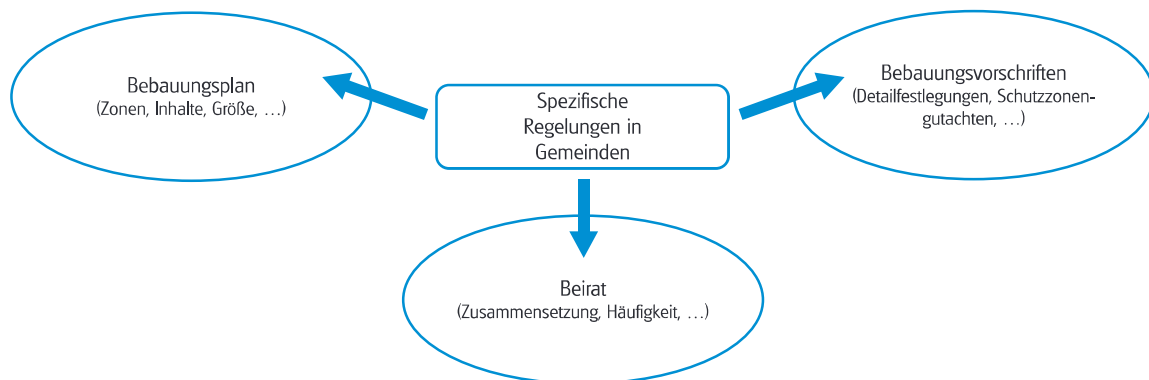 Bebauungsplan
(Zonen, Inhalte, Größe, …)
Spezifische
Regelungen in
Gemeinden
Bebauungsvorschriften
(Detailfestlegungen, Schutzzonen-
gutachten, …)
Beirat
(Zusammensetzung, Häufigkeit, …)